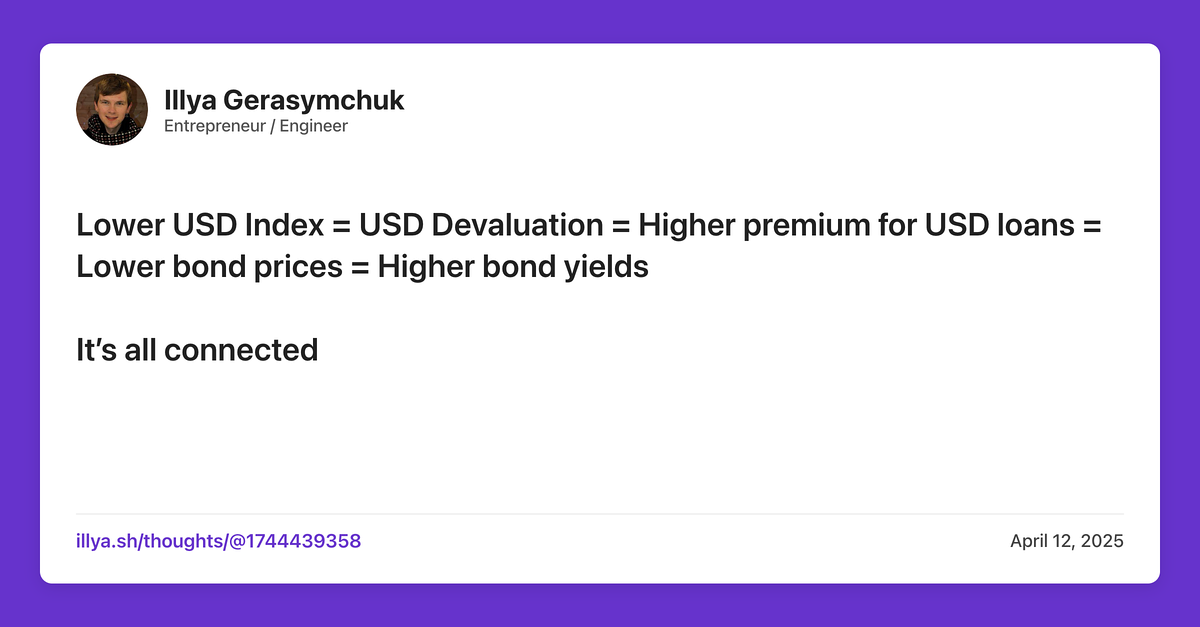 Illya Gerasymchuk
Entrepreneur / Engineer
Lower USD Index = USD Devaluation = Higher premium for USD loans =
Lower bond prices = Higher bond yields
It’s all connected
illya.sh/thoughts/@1744439358
April 12, 2025